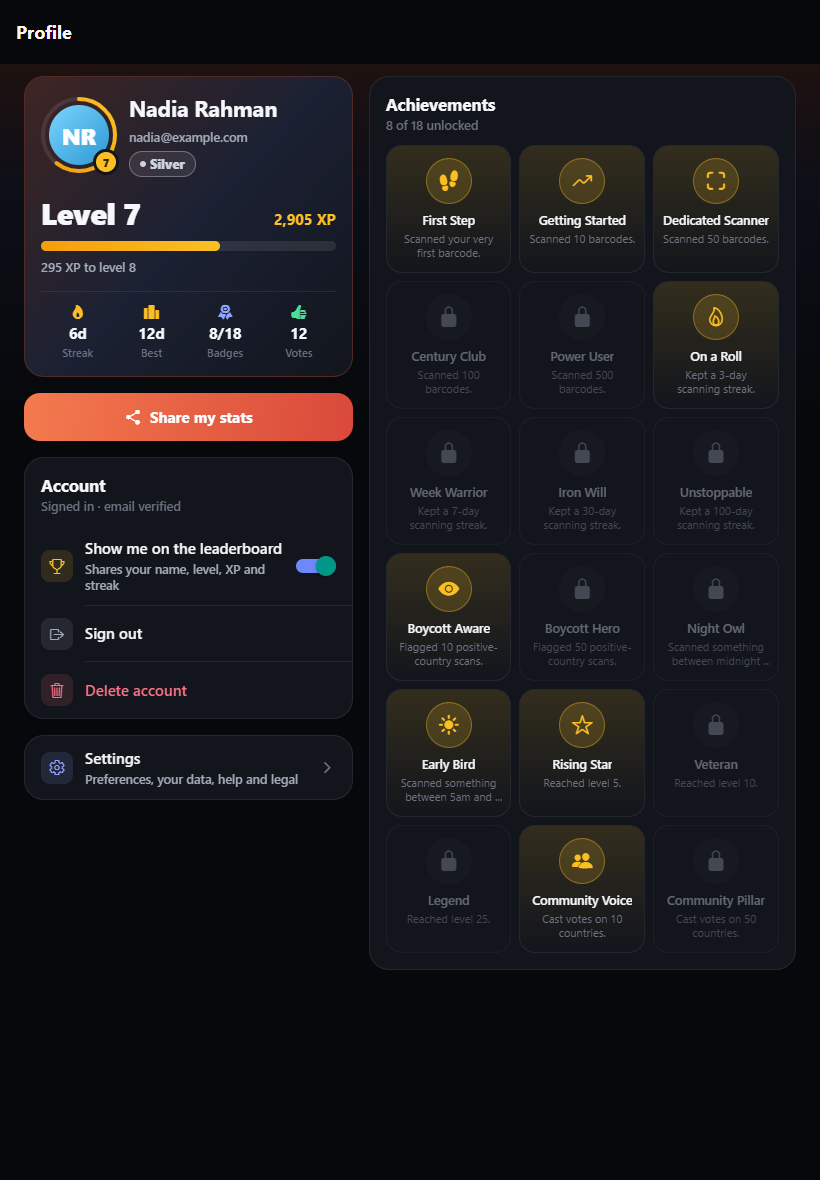 Profile
NR
7
Nadia Rahman
nadia@example.com
• Silver
Level 7
2,905 XP
295 XP to level 8
6d
Streak
12d
Best
8/18
Badges
12
Votes
Share my stats
Account
Signed in · email verified
Show me on the leaderboard
Shares your name, level, XP and
streak
Sign out
Delete account
Settings
Preferences, your data, help and legal
Achievements
8 of 18 unlocked
First Step
Scanned your very
first barcode.
Getting Started
Scanned 10 barcodes.
Dedicated Scanner
Scanned 50 barcodes.
Century Club
Scanned 100
barcodes.
Power User
Scanned 500
barcodes.
On a Roll
Kept a 3-day
scanning streak.
Week Warrior
Kept a 7-day
scanning streak.
Iron Will
Kept a 30-day
scanning streak.
Unstoppable
Kept a 100-day
scanning streak.
Boycott Aware
Flagged 10 positive-
country scans.
Boycott Hero
Flagged 50 positive-
country scans.
Night Owl
Scanned something
between midnight ...
Early Bird
Scanned something
between 5am and ...
Rising Star
Reached level 5.
Veteran
Reached level 10.
Legend
Reached level 25.
Community Voice
Cast votes on 10
countries.
Community Pillar
Cast votes on 50
countries.